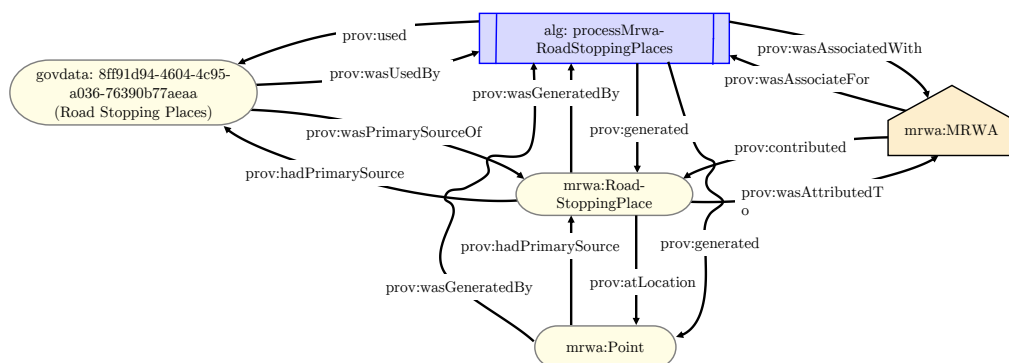 alg: processMrwa-
RoadStoppingPlaces
prov:used
prov:wasAssociatedWith
govdata: 8ff91d94-4604-4c95-
a036-76390b77aeaa
(Road Stopping Places)
prov:wasUsedBy
prov:wasAssociateFor
prov:wasGeneratedBy
mrwa:MRWA
prov:wasPrimarySourceOf
prov:generated
prov:contributed
prov:hadPrimarySource
mrwa:Road-
StoppingPlace
prov:wasAttributedT
o
prov:hadPrimarySource
prov:generated
prov:wasGeneratedBy
prov:atLocation
mrwa:Point